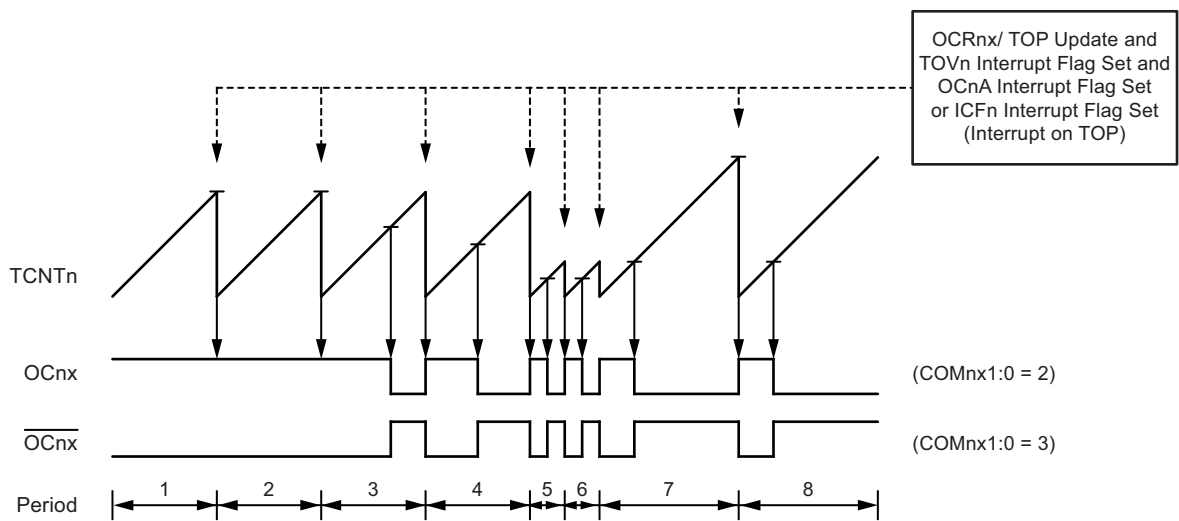 OCRnx/ TOP Update and
TOVn Interrupt Flag Set and
OCnA Interrupt Flag Set
or ICFn Interrupt Flag Set
(Interrupt on TOP)
TCNTn
OCnx
(COMnx1:0 = 2)
OCnx
(COMnx1:0 = 3)
Period
1 2 3 4 5 6 7 8